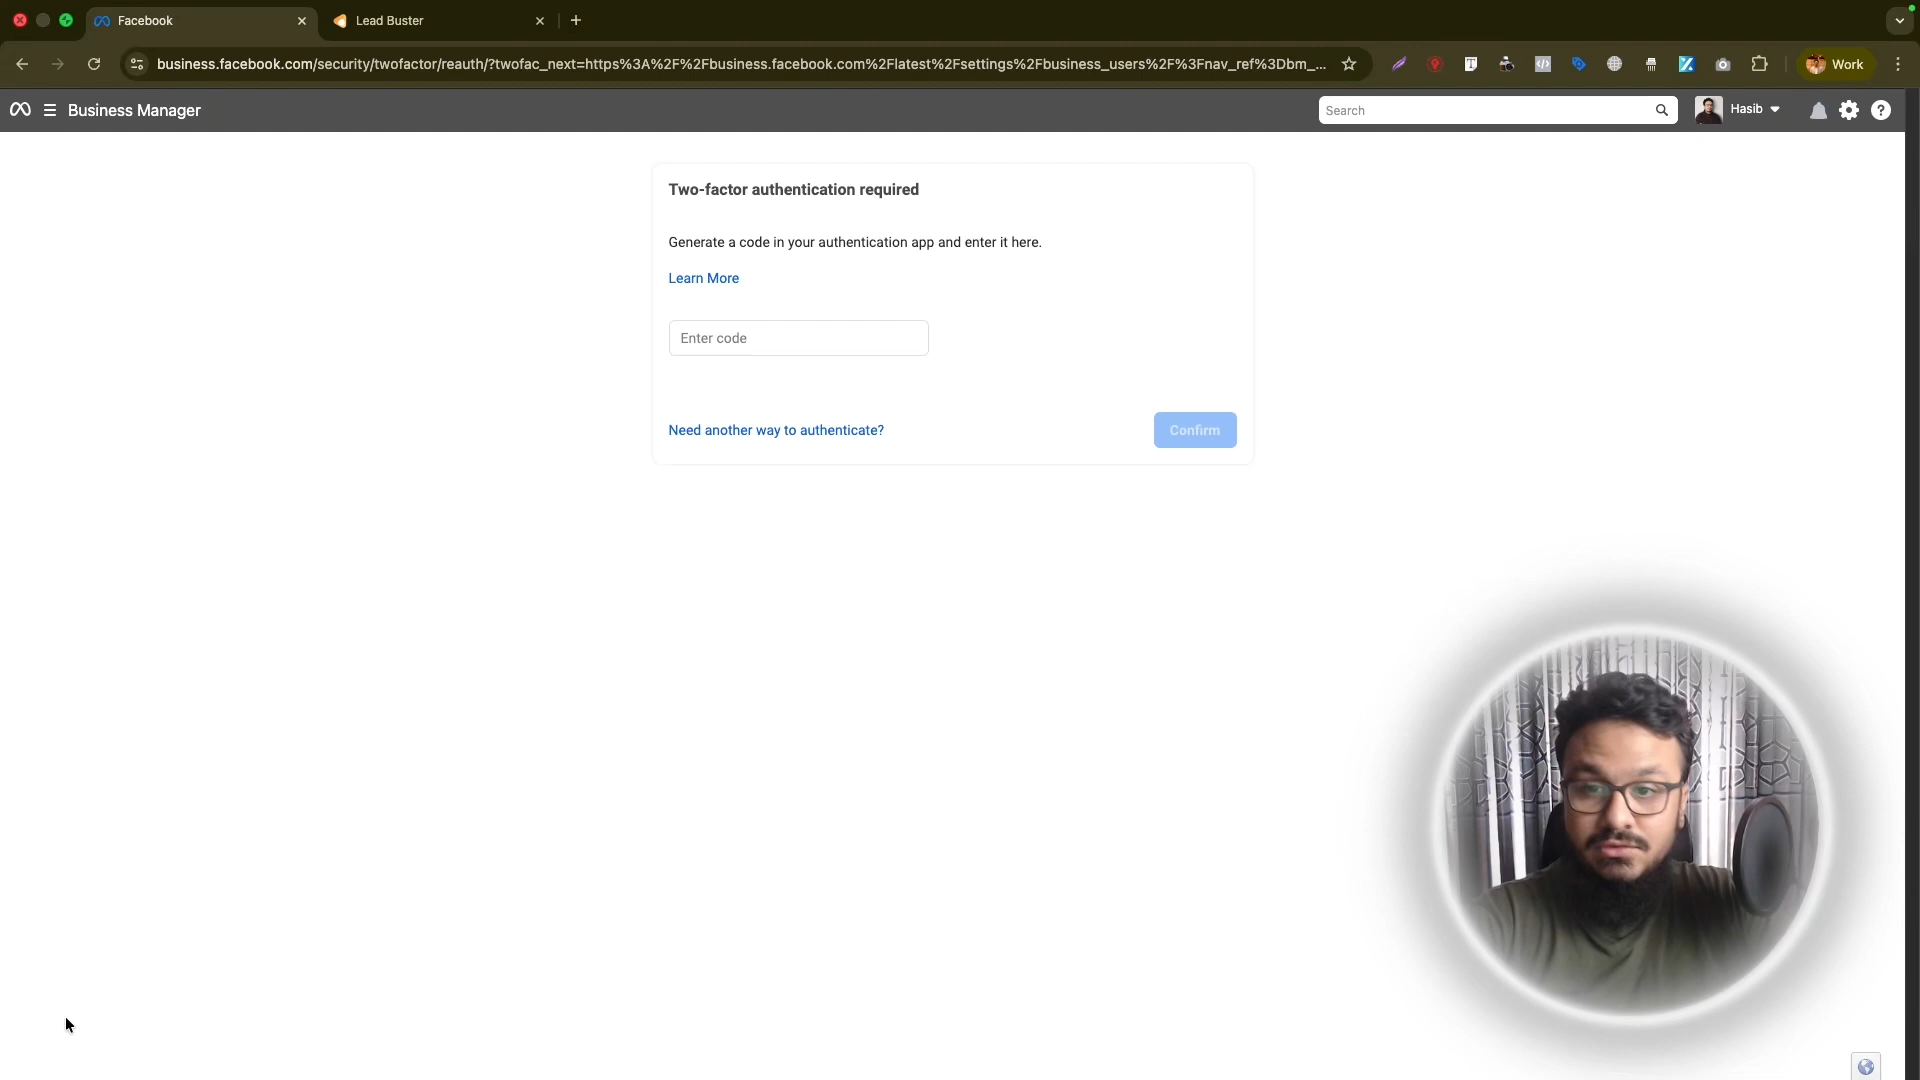 Facebook
Lead Buster
business.facebook.com/security/twofactor/reauth/?twofac_next=https%3A%2F%2Fbusiness.facebook.com%2Flatest%2Fsettings%2Fbusiness_users%2F%3Fnav_ref%3Dbm_...
Work
Business Manager
Search
Hasib
Two-factor authentication required
Generate a code in your authentication app and enter it here.
Learn More
Enter code
Need another way to authenticate?
Confirm